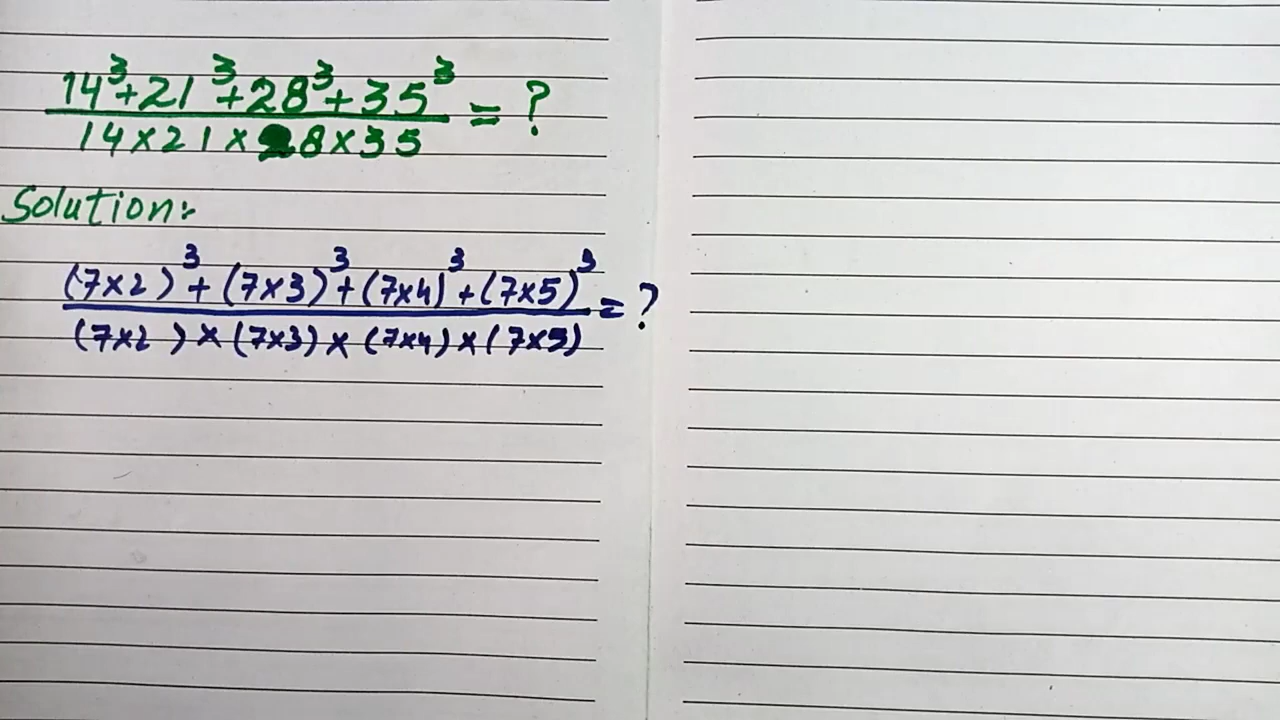 14³+21³+28³+35³ = ?
14×21×28×35
Solution:
(7×2)³+(7×3)³+(7×4)³+(7×5)³ = ?
(7×2)×(7×3)×(7×4)×(7×5)